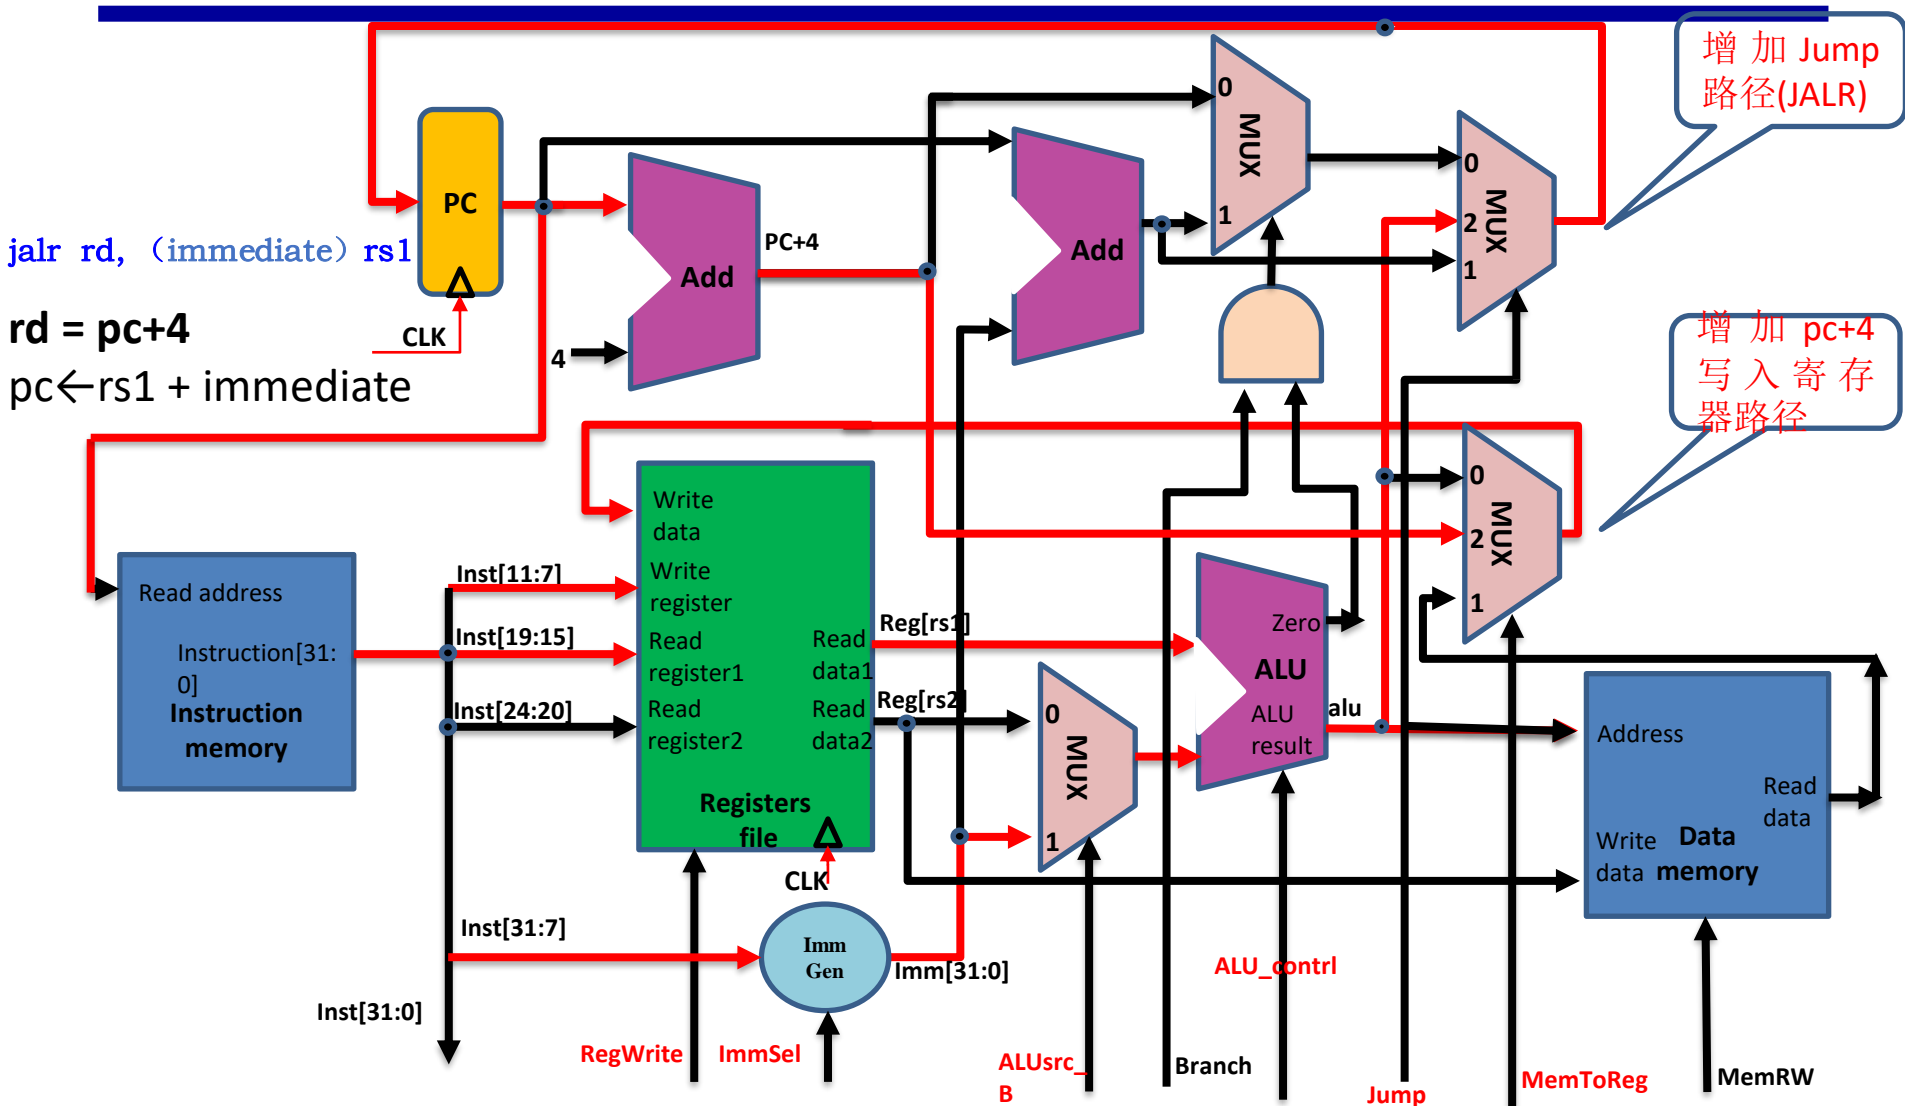 增 加 Jump
路径(JALR)
0
MUX
1
PC
CLK
jalr rd, （immediate）rs1
rd = pc+4
pc←rs1 + immediate
Add
PC+4
4
Add
0
MUX
2
1
增 加 pc+4
写 入 寄 存
器路径
0
MUX
2
1
Read address
Instruction[31:
0]
Instruction
memory
Inst[11:7]
Inst[19:15]
Inst[24:20]
Inst[31:7]
Inst[31:0]
Write
data
Write
register
Read
register1
Read
register2
Read
data1
Read
data2
Registers
file
CLK
Reg[rs1]
Reg[rs2]
Imm
Gen
Imm[31:0]
0
MUX
1
Zero
ALU
ALU
result
alu
Address
Read
data
Write
data
Data
memory
RegWrite
ImmSel
ALUsrc_
B
Branch
ALU_contrl
Jump
MemToReg
MemRW